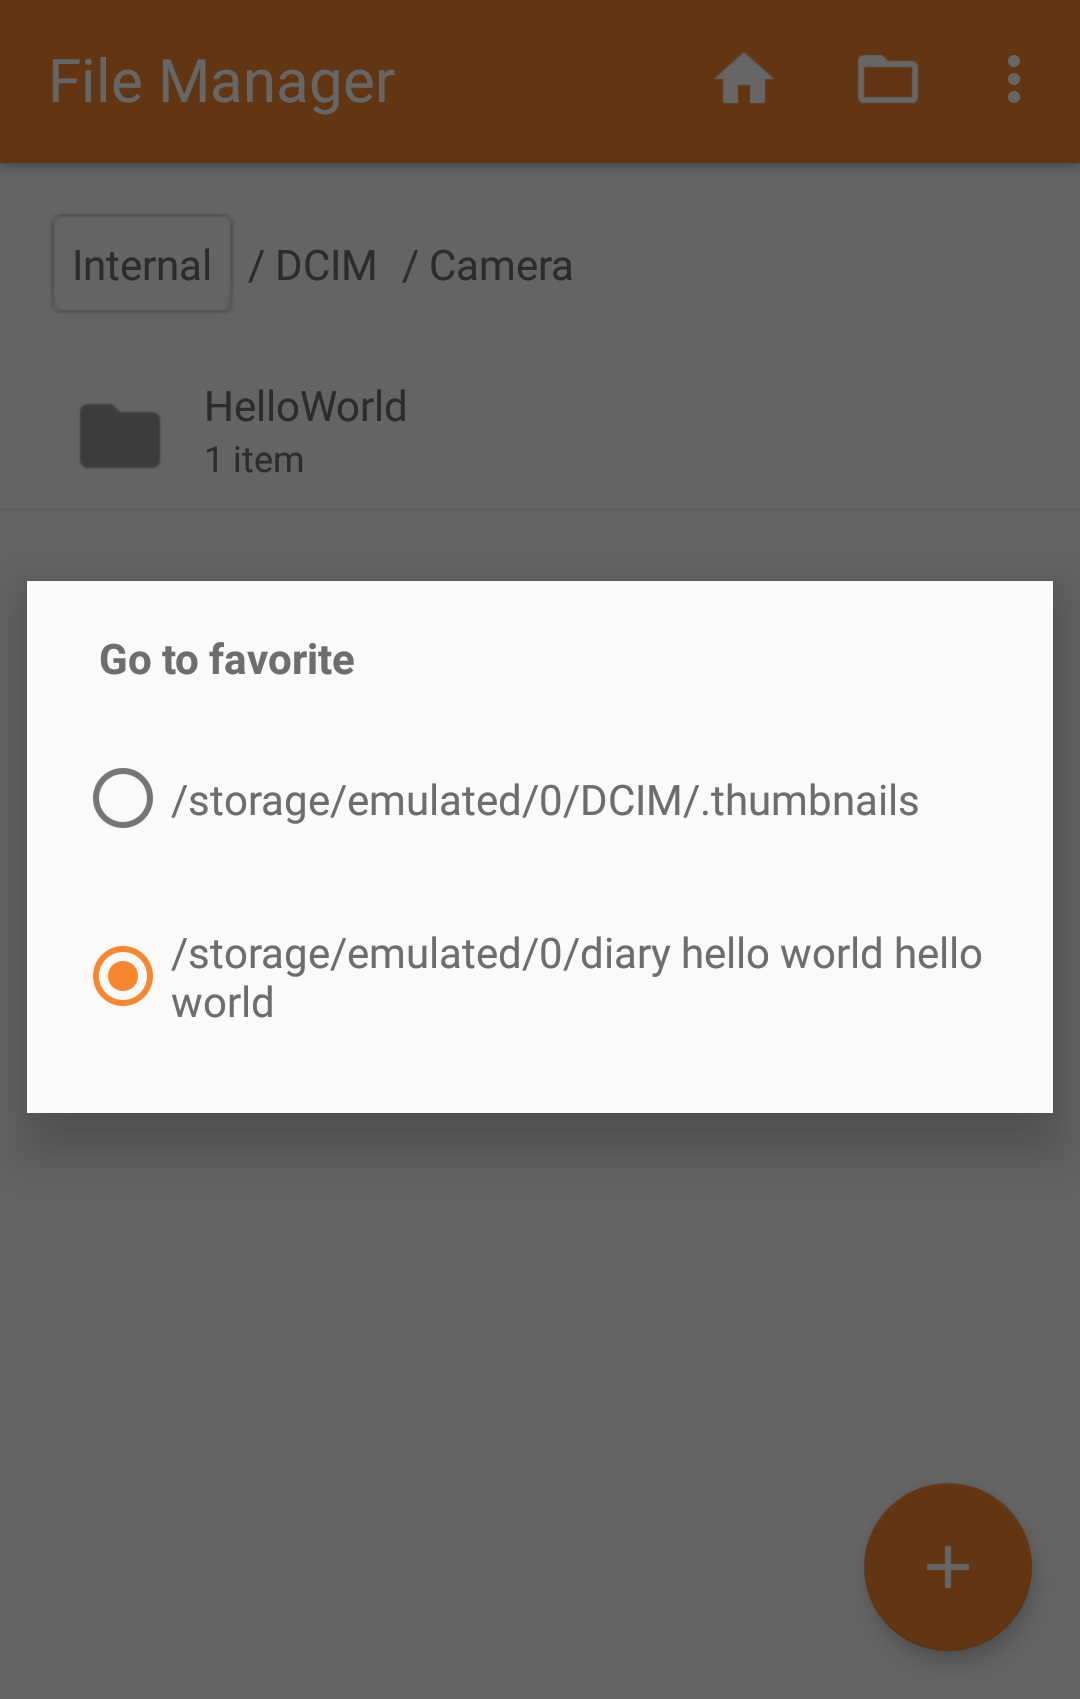 File Manager
Internal / DCIM / Camera
HelloWorld
1 item
Go to favorite
/storage/emulated/0/DCIM/.thumbnails
/storage/emulated/0/diary hello world hello
world